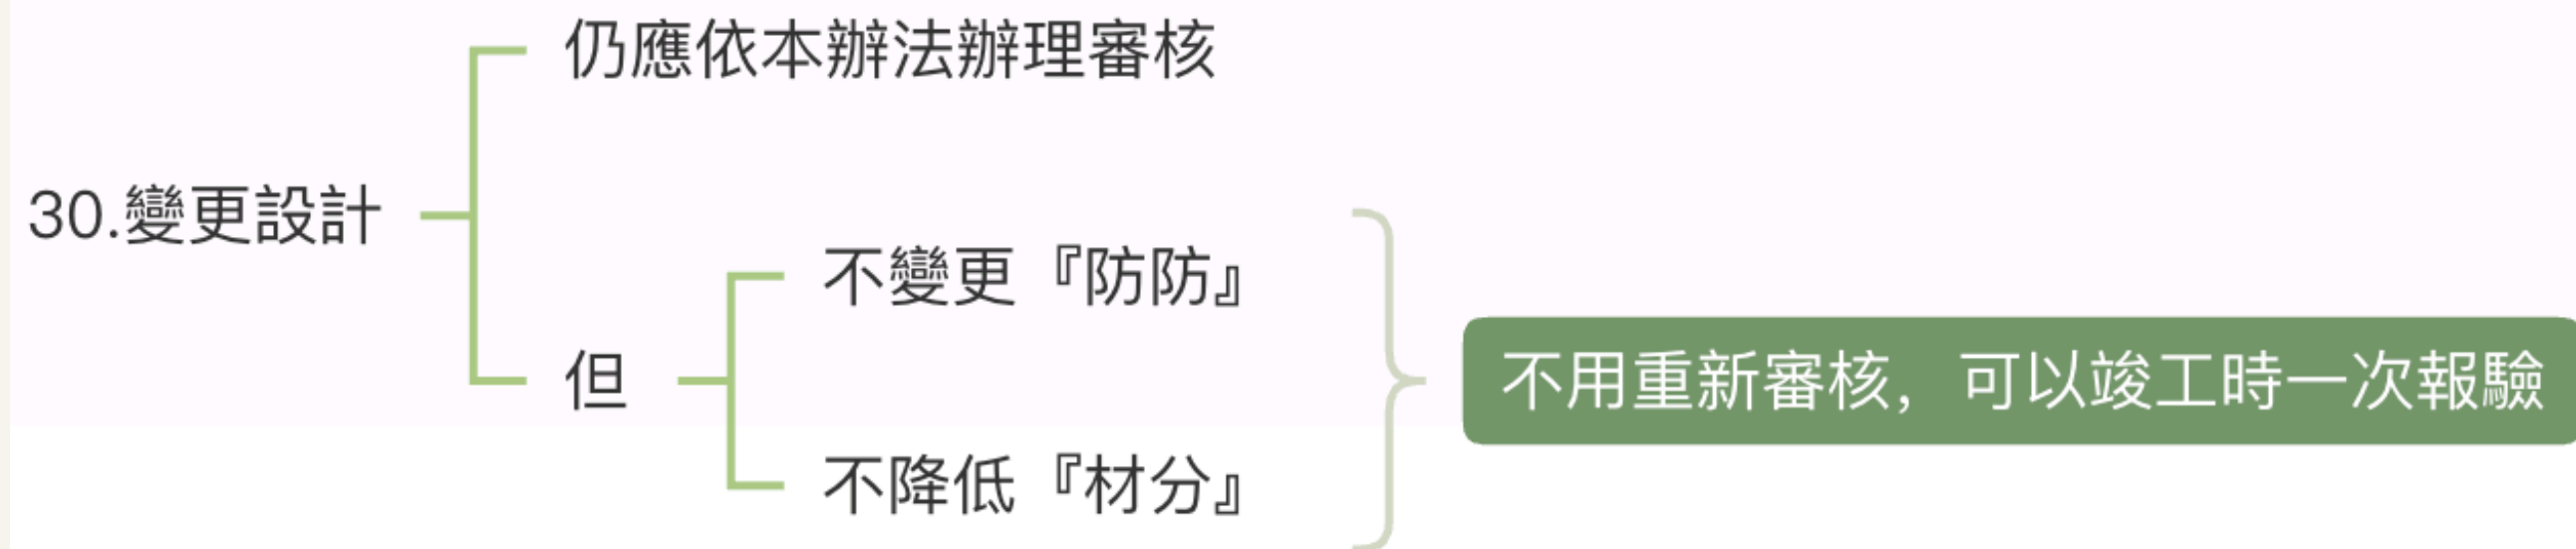 仍應依本辦法辦理審核
30.變更設計
不變更『防防』
但
不用重新審核，可以竣工時一次報驗
不降低『材分』